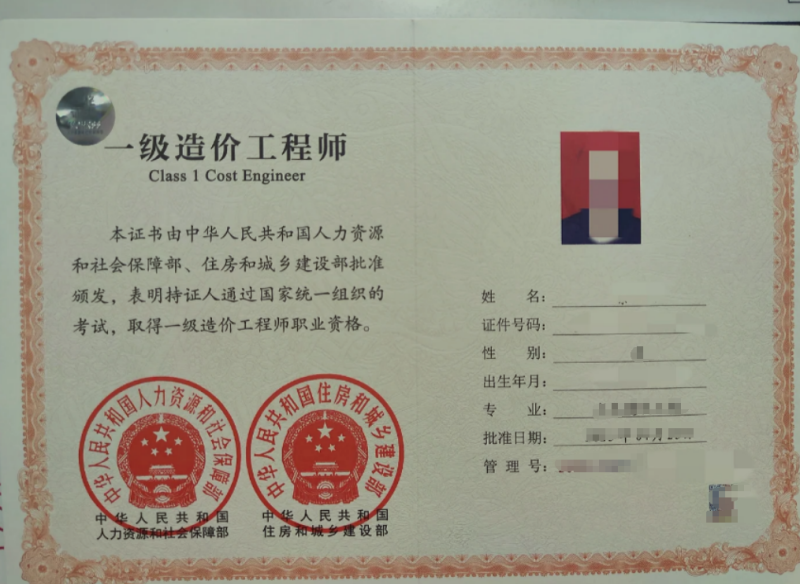 一级造价工程师
Class 1 Cost Engineer
本证书由中华人民共和国人力资源
和社会保障部、住房和城乡建设部批准
颁发，表明持证人通过国家统一组织的
考试，取得一级造价工程师职业资格。
中华人民共和国人力资源和社会保障部
中华人民共和国住房和城乡建设部
中华人民共和国
人力资源和社会保障部
中华人民共和国
住房和城乡建设部
姓 名：
证件号码：
性 别：
出生年月：
专 业：
批准日期：
管 理 号：